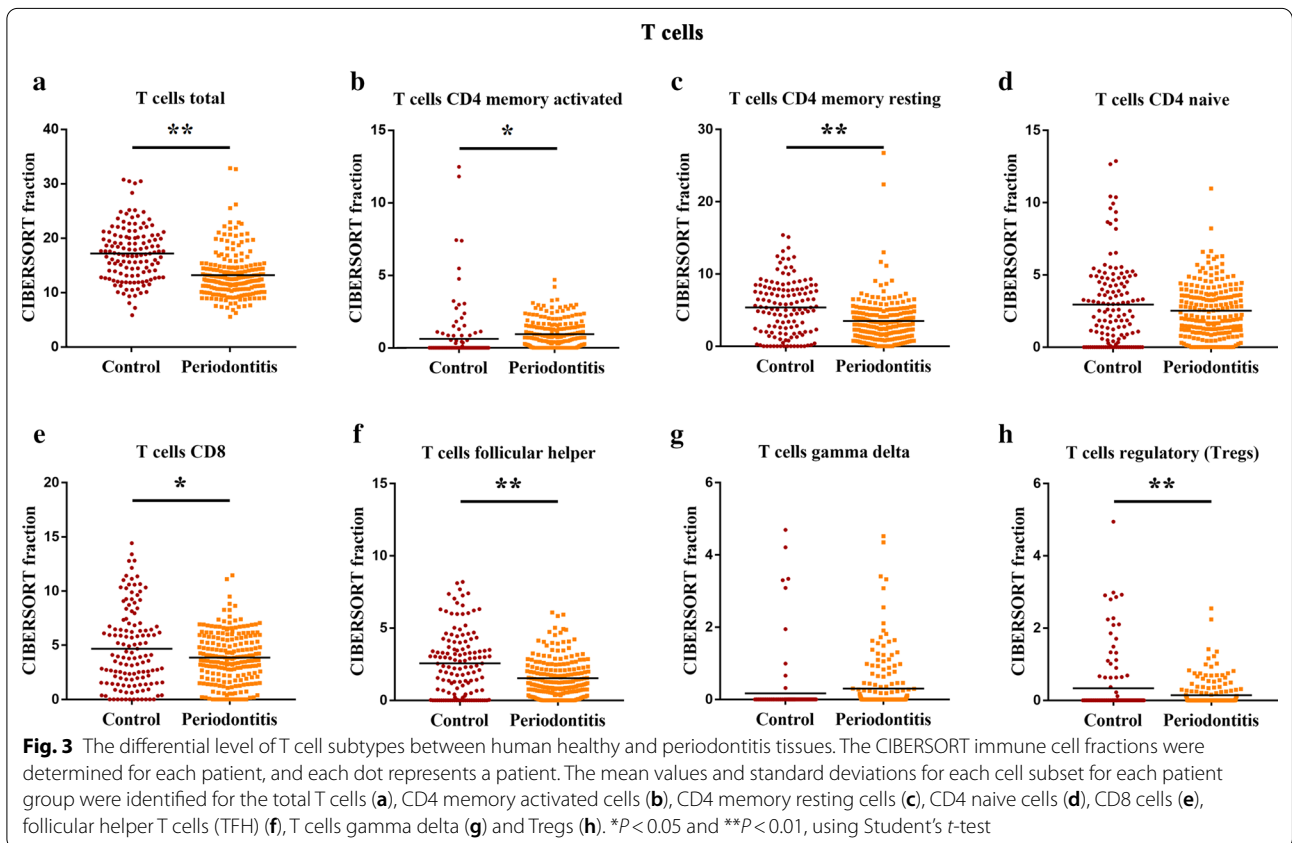 T cells
a
T cells total
**
CIBERSORT fraction
40
30
20
10
0
Control Periodontitis
b
T cells CD4 memory activated
*
CIBERSORT fraction
15
10
5
0
Control Periodontitis
c
T cells CD4 memory resting
**
CIBERSORT fraction
30
20
10
0
Control Periodontitis
d
T cells CD4 naive
CIBERSORT fraction
15
10
5
0
Control Periodontitis
e
T cells CD8
*
CIBERSORT fraction
20
15
10
5
0
Control Periodontitis
f
T cells follicular helper
**
CIBERSORT fraction
15
10
5
0
Control Periodontitis
g
T cells gamma delta
CIBERSORT fraction
6
4
2
0
Control Periodontitis
h
T cells regulatory (Tregs)
**
CIBERSORT fraction
6
4
2
0
Control Periodontitis
Fig. 3 The differential level of T cell subtypes between human healthy and periodontitis tissues. The CIBERSORT immune cell fractions were
determined for each patient, and each dot represents a patient. The mean values and standard deviations for each cell subset for each patient
group were identified for the total T cells (a), CD4 memory activated cells (b), CD4 memory resting cells (c), CD4 naive cells (d), CD8 cells (e),
follicular helper T cells (TFH) (f), T cells gamma delta (g) and Tregs (h). *P < 0.05 and **P < 0.01, using Student's t-test